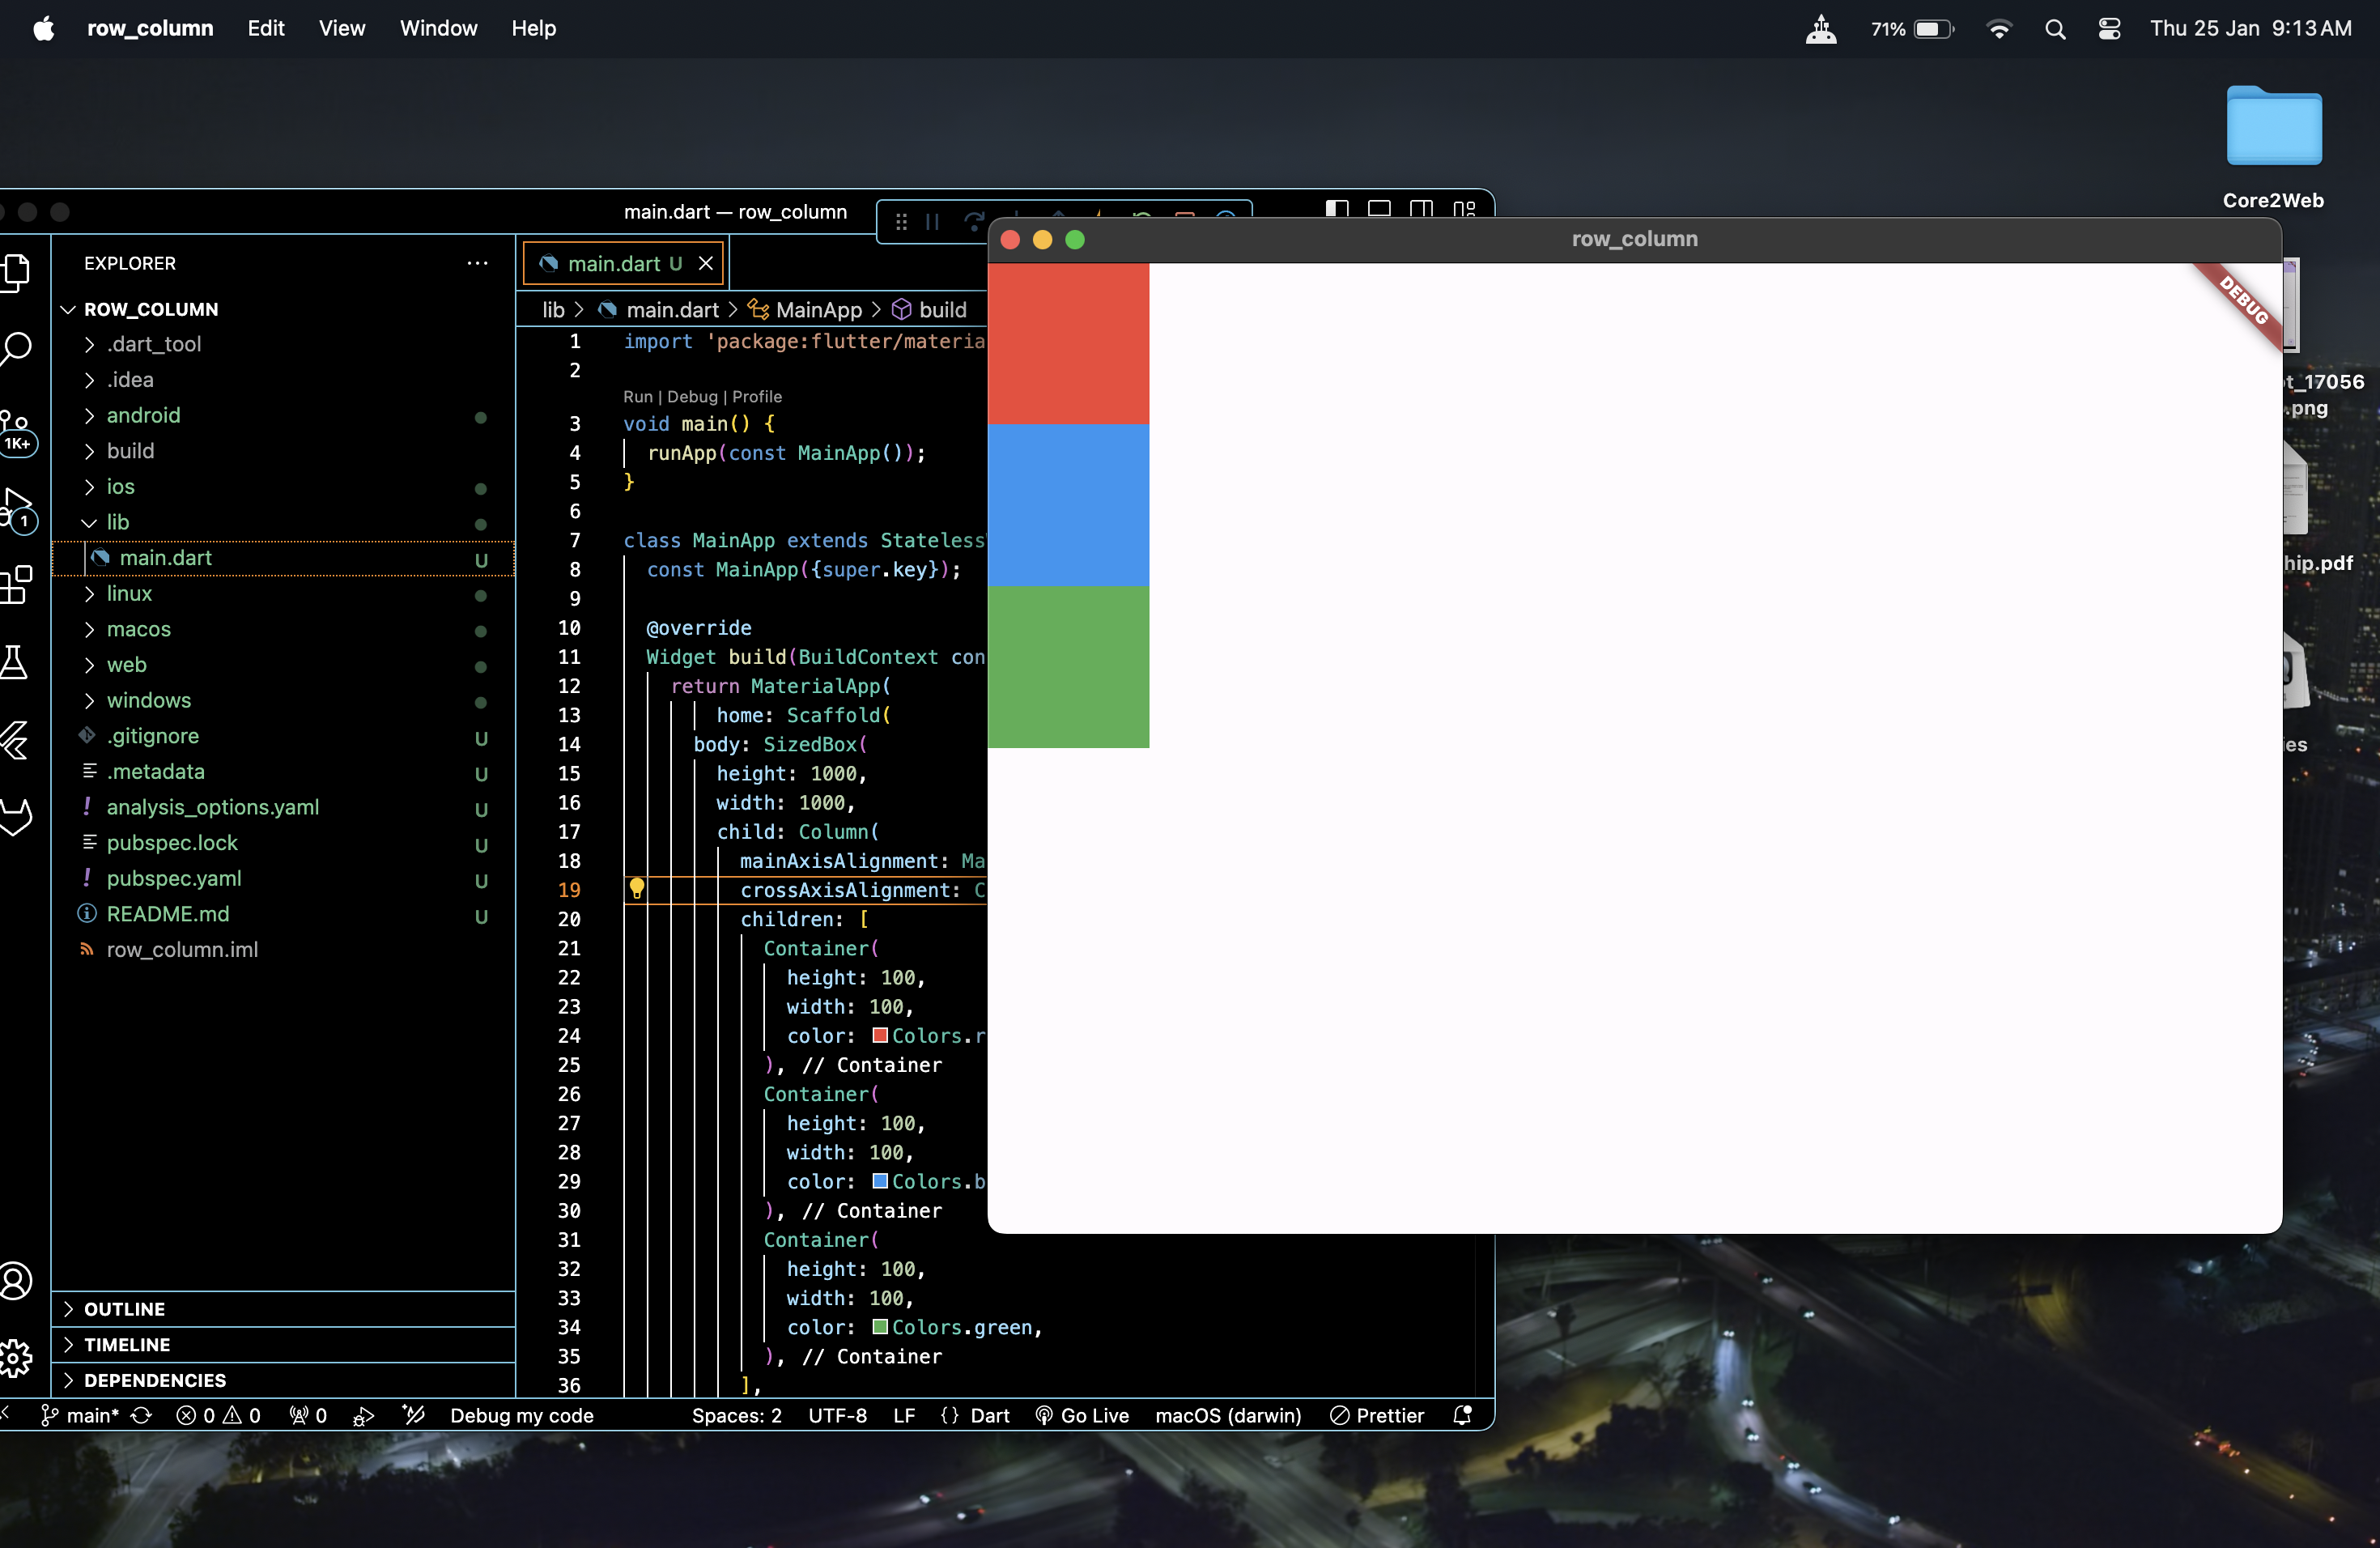 row_column Edit View Window Help
71% Thu 25 Jan 9:13 AM
Core2Web
main.dart — row_column
row_column
DEBUG
EXPLORER
main.dart U
ROW_COLUMN
lib > main.dart > MainApp > build
.dart_tool
.idea
android
build
ios
lib
main.dart U
linux
macos
web
windows
.gitignore U
.metadata U
analysis_options.yaml U
pubspec.lock U
pubspec.yaml U
README.md U
row_column.iml
1K+
1
OUTLINE
TIMELINE
DEPENDENCIES
1 import 'package:flutter/materia
2
Run | Debug | Profile
3 void main() {
4 runApp(const MainApp());
5 }
6
7 class MainApp extends Stateless
8 const MainApp({super.key});
9
10 @override
11 Widget build(BuildContext con
12 return MaterialApp(
13 home: Scaffold(
14 body: SizedBox(
15 height: 1000,
16 width: 1000,
17 child: Column(
18 mainAxisAlignment: Ma
19 crossAxisAlignment: C
20 children: [
21 Container(
22 height: 100,
23 width: 100,
24 color: Colors.r
25 ), // Container
26 Container(
27 height: 100,
28 width: 100,
29 color: Colors.b
30 ), // Container
31 Container(
32 height: 100,
33 width: 100,
34 color: Colors.green,
35 ), // Container
36 ],
t_17056
.png
hip.pdf
ies
main* 0 0 0 Debug my code Spaces: 2 UTF-8 LF {} Dart Go Live macOS (darwin) Prettier